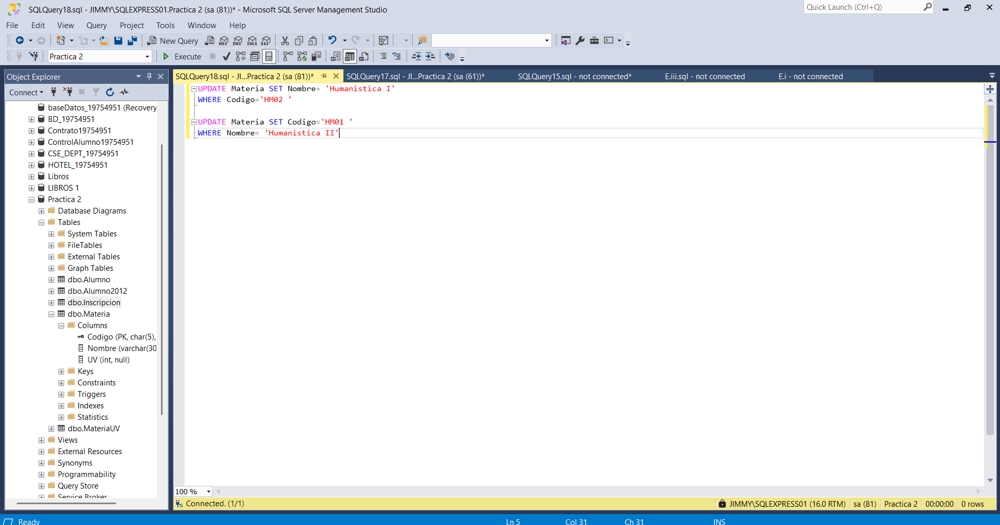 SQLQuery18.sql - JIMMY\SQLEXPRESS01.Practica 2 (sa (81))* - Microsoft SQL Server Management Studio
Quick Launch (Ctrl+Q)
File Edit View Query Project Tools Window Help
New Query MDX DMX XMLA DAX
Practica 2 Execute
Object Explorer
Connect
baseDatos_19754951 (Recovery
BD_19754951
Contrato19754951
ControlAlumno19754951
CSE_DEPT_19754951
HOTEL_19754951
Libros
LIBROS 1
Practica 2
Database Diagrams
Tables
System Tables
FileTables
External Tables
Graph Tables
dbo.Alumno
dbo.Alumno2012
dbo.Inscripcion
dbo.Materia
Columns
Codigo (PK, char(5),
Nombre (varchar(30
UV (int, null)
Keys
Constraints
Triggers
Indexes
Statistics
dbo.MateriaUV
Views
External Resources
Synonyms
Programmability
Query Store
Service Broker
SQLQuery18.sql - JI...Practica 2 (sa (81))* SQLQuery17.sql - JI...Practica 2 (sa (61))* SQLQuery15.sql - not connected* E.iii.sql - not connected E.i - not connected
UPDATE Materia SET Nombre= 'Humanistica I'
WHERE Codigo='HM02 '
UPDATE Materia SET Codigo='HM01 '
WHERE Nombre= 'Humanistica II'
100 %
Connected. (1/1) JIMMY\SQLEXPRESS01 (16.0 RTM) sa (81) Practica 2 00:00:00 0 rows
Ready Ln 5 Col 31 Ch 31 INS